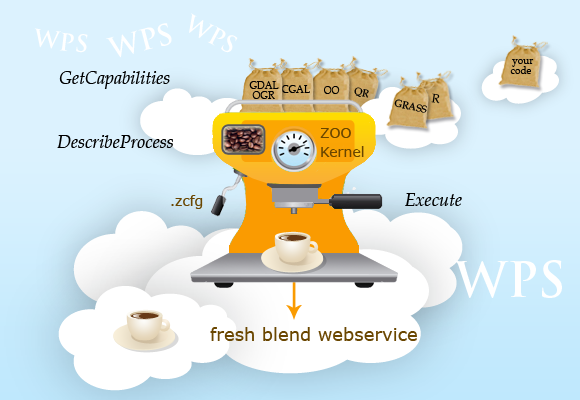 WPS WPS WPS
GetCapabilities
GDAL
OGR
CGAL
OO
QR
GRASS
R
your
code
DescribeProcess
ZOO
Kernel
.zcfg
Execute
WPS
fresh blend webservice